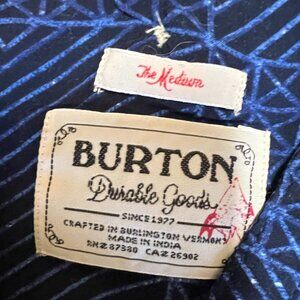 The Medium
BURTON
Durable Goods
SINCE 1977
CRAFTED IN BURLINGTON VERMONT
MADE IN INDIA
RN# 87580 CA# 26902